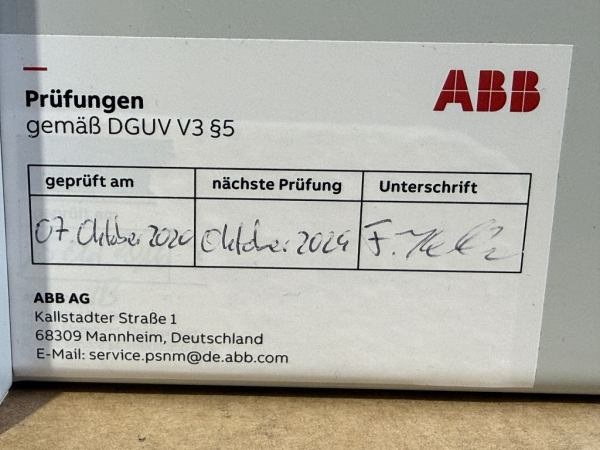 ABB
Prüfungen
gemäß DGUV V3 §5
geprüft am nächste Prüfung Unterschrift
07. Oktober 2020 Oktober 2024 F.
ABB AG
Kallstadter Straße 1
68309 Mannheim, Deutschland
E-Mail: service.psnm@de.abb.com